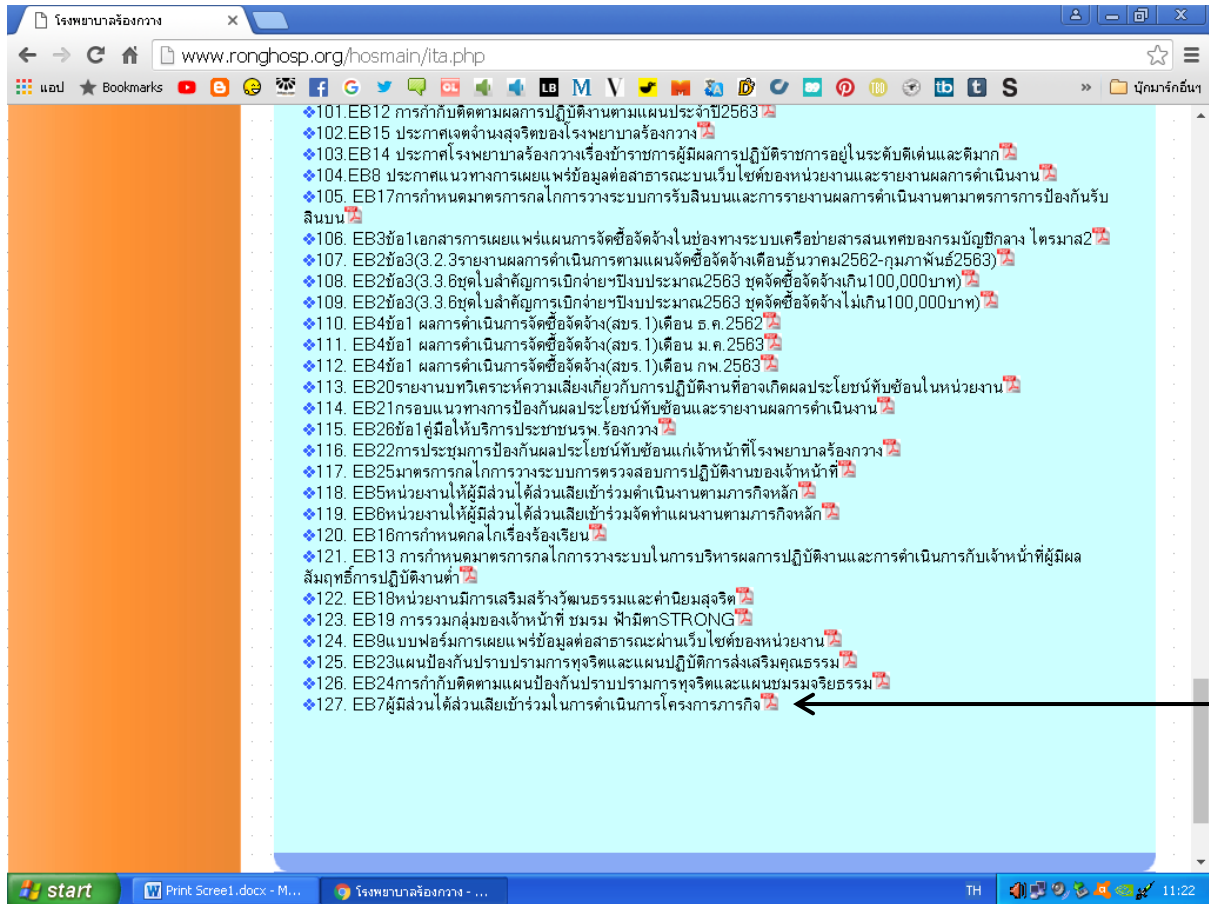 โรงพยาบาลร้องกวาง
www.ronghosp.org/hosmain/ita.php
แอป Bookmarks » บุ๊กมาร์กอื่นๆ
101.EB12 การกำกับติดตามผลการปฏิบัติงานตามแผนประจำปี2563
102.EB15 ประกาศเจตจำนงสุจริตของโรงพยาบาลร้องกวาง
103.EB14 ประกาศโรงพยาบาลร้องกวางเรื่องข้าราชการผู้มีผลการปฏิบัติราชการอยู่ในระดับดีเด่นและดีมาก
104.EB8 ประกาศแนวทางการเผยแพร่ข้อมูลต่อสาธารณะบนเว็บไซต์ของหน่วยงานและรายงานผลการดำเนินงาน
105. EB17การกำหนดมาตรการกลไกการวางระบบการรับสินบนและการรายงานผลการดำเนินงานตามาตรการการป้องกันรับ
สินบน
106. EB3ข้อ1เอกสารการเผยแพร่แผนการจัดซื้อจัดจ้างในช่องทางระบบเครือข่ายสารสนเทศของกรมบัญชีกลาง ไตรมาส2
107. EB2ข้อ3(3.2.3รายงานผลการดำเนินการตามแผนจัดซื้อจัดจ้างเดือนธันวาคม2562-กุมภาพันธ์2563)
108. EB2ข้อ3(3.3.6ชุดใบสำคัญการเบิกจ่ายฯปีงบประมาณ2563 ชุดจัดซื้อจัดจ้างเกิน100,000บาท)
109. EB2ข้อ3(3.3.6ชุดใบสำคัญการเบิกจ่ายฯปีงบประมาณ2563 ชุดจัดซื้อจัดจ้างไม่เกิน100,000บาท)
110. EB4ข้อ1 ผลการดำเนินการจัดซื้อจัดจ้าง(สขร.1)เดือน ธ.ค.2562
111. EB4ข้อ1 ผลการดำเนินการจัดซื้อจัดจ้าง(สขร.1)เดือน ม.ค.2563
112. EB4ข้อ1 ผลการดำเนินการจัดซื้อจัดจ้าง(สขร.1)เดือน กพ.2563
113. EB20รายงานบทวิเคราะห์ความเสี่ยงเกี่ยวกับการปฏิบัติงานที่อาจเกิดผลประโยชน์ทับซ้อนในหน่วยงาน
114. EB21กรอบแนวทางการป้องกันผลประโยชน์ทับซ้อนและรายงานผลการดำเนินงาน
115. EB26ข้อ1คู่มือให้บริการประชาชนรพ.ร้องกวาง
116. EB22การประชุมการป้องกันผลประโยชน์ทับซ้อนแก่เจ้าหน้าที่โรงพยาบาลร้องกวาง
117. EB25มาตรการกลไกการวางระบบการตรวจสอบการปฏิบัติงานของเจ้าหน้าที่
118. EB5หน่วยงานให้ผู้มีส่วนได้ส่วนเสียเข้าร่วมดำเนินงานตามภารกิจหลัก
119. EB6หน่วยงานให้ผู้มีส่วนได้ส่วนเสียเข้าร่วมจัดทำแผนงานตามภารกิจหลัก
120. EB16การกำหนดกลไกเรื่องร้องเรียน
121. EB13 การกำหนดมาตรการกลไกการวางระบบในการบริหารผลการปฏิบัติงานและการดำเนินการกับเจ้าหน้่าที่ผู้มีผล
สัมฤทธิ์การปฏิบัติงานต่ำ
122. EB18หน่วยงานมีการเสริมสร้างวัฒนธรรมและค่านิยมสุจริต
123. EB19 การรวมกลุ่มของเจ้าหน้าที่ ชมรม ฟ้ามิตาSTRONG
124. EB9แบบฟอร์มการเผยแพร่ข้อมูลต่อสาธารณะผ่านเว็บไซต์ของหน่วยงาน
125. EB23แผนป้องกันปราบปรามการทุจริตและแผนปฏิบัติการส่งเสริมคุณธรรม
126. EB24การกำกับติดตามแผนป้องกันปราบปรามการทุจริตและแผนชมรมจริยธรรม
127. EB7ผู้มีส่วนได้ส่วนเสียเข้าร่วมในการดำเนินการโครงการภารกิจ
start Print Scree1.docx - M... โรงพยาบาลร้องกวาง - ... TH 11:22